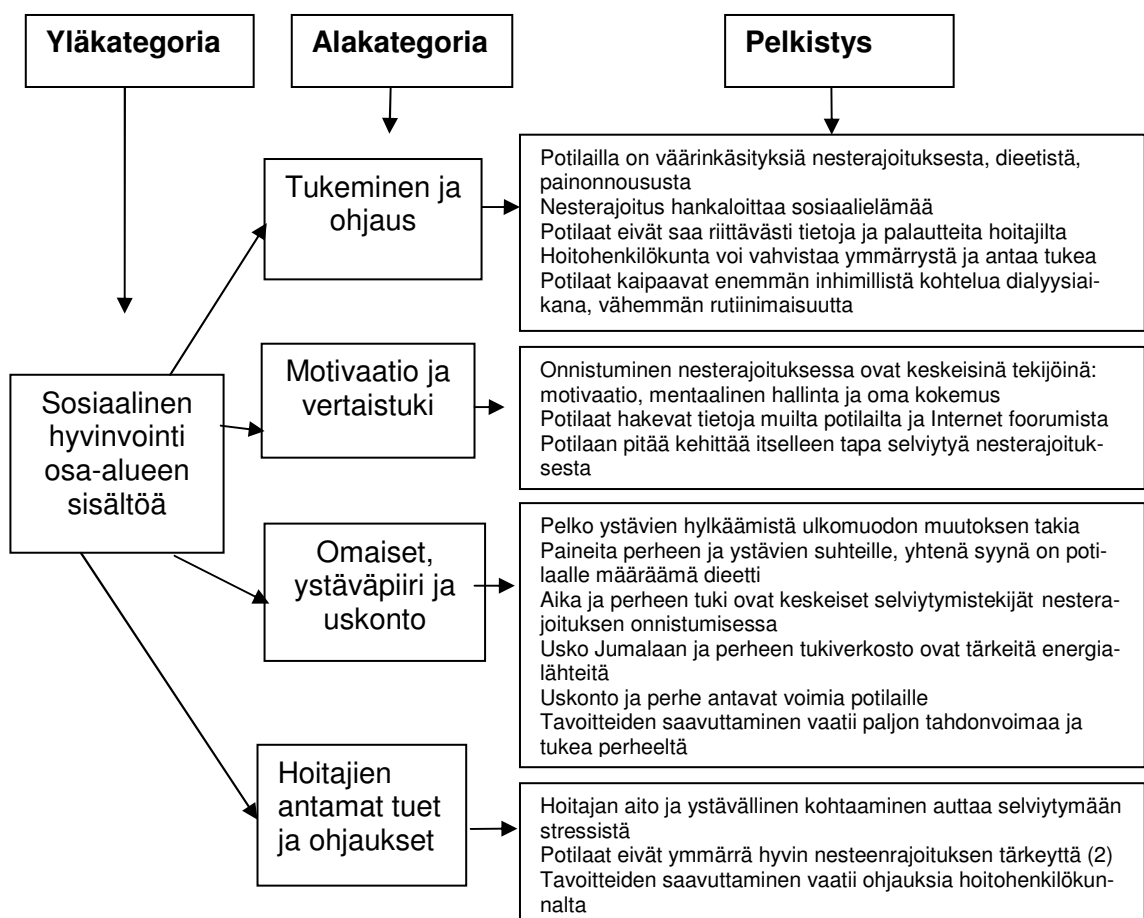 Yläkategoria
Alakategoria
Pelkistys
Sosiaalinen
hyvinvointi
osa-alueen
sisältöä
Tukeminen ja
ohjaus
Potilailla on väärinkäsityksiä nesterajoituksesta, dieetistä,
painonnoususta
Nesterajoitus hankaloittaa sosiaalielämää
Potilaat eivät saa riittävästi tietoja ja palautteita hoitajilta
Hoitohenkilökunta voi vahvistaa ymmärrystä ja antaa tukea
Potilaat kaipaavat enemmän inhimillistä kohtelua dialyysiai-
kana, vähemmän rutiinimaisuutta
Motivaatio ja
vertaistuki
Onnistuminen nesterajoituksessa ovat keskeisinä tekijöinä:
motivaatio, mentaalinen hallinta ja oma kokemus
Potilaat hakevat tietoja muilta potilailta ja Internet foorumista
Potilaan pitää kehittää itselleen tapa selviytyä nesterajoituk-
sesta
Omaiset,
ystäväpiiri ja
uskonto
Pelko ystävien hylkäämistä ulkomuodon muutoksen takia
Paineita perheen ja ystävien suhteille, yhtenä syynä on poti-
laalle määräämä dieetti
Aika ja perheen tuki ovat keskeiset selviytymistekijät nestera-
joituksen onnistumisessa
Usko Jumalaan ja perheen tukiverkosto ovat tärkeitä energia-
lähteitä
Uskonto ja perhe antavat voimia potilaille
Tavoitteiden saavuttaminen vaatii paljon tahdonvoimaa ja
tukea perheeltä
Hoitajien
antamat tuet
ja ohjaukset
Hoitajan aito ja ystävällinen kohtaaminen auttaa selviytymään
stressistä
Potilaat eivät ymmärrä hyvin nesteenrajoituksen tärkeyttä (2)
Tavoitteiden saavuttaminen vaatii ohjauksia hoitohenkilökun-
nalta